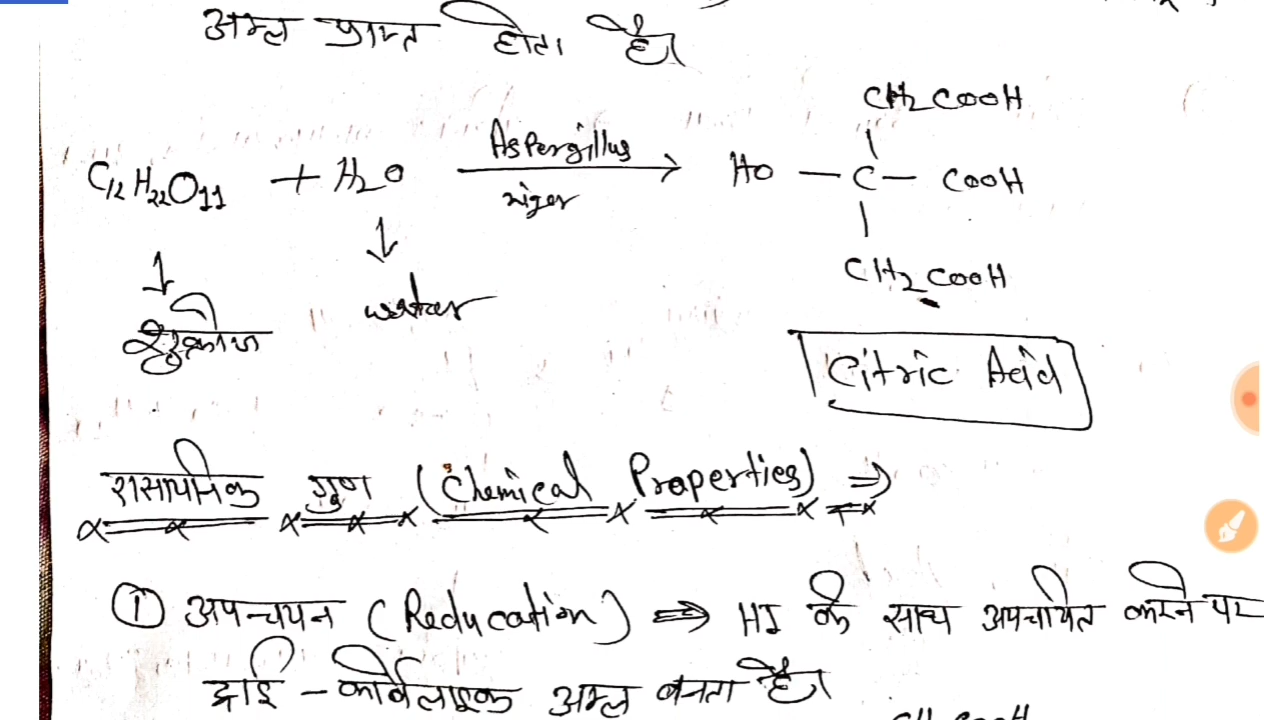 अम्ल प्राप्त होता है।
CH2COOH
|
C12H22O11 + H2O Aspergillus niger → HO — C — COOH
|
↓ ↓ CH2COOH
सुक्रोज water
Citric Acid
रासायनिक गुण (Chemical Properties) ⇒
① अपचयन (Reducation) ⇒ HI के साथ अपचयित करने पर
ट्राई - कार्बेलाइक अम्ल बनता है।